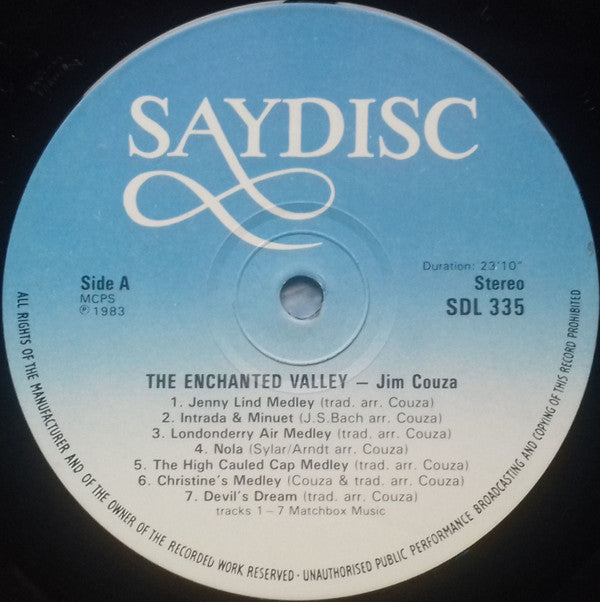 SAYDISC
Side A
MCPS
℗ 1983
Duration: 23'10"
Stereo
SDL 335
THE ENCHANTED VALLEY – Jim Couza
1. Jenny Lind Medley (trad. arr. Couza)
2. Intrada & Minuet (J.S.Bach arr. Couza)
3. Londonderry Air Medley (trad. arr. Couza)
4. Nola (Sylar/Arndt arr. Couza)
5. The High Cauled Cap Medley (trad. arr. Couza)
6. Christine's Medley (Couza & trad. arr. Couza)
7. Devil's Dream (trad. arr. Couza)
tracks 1–7 Matchbox Music
ALL RIGHTS OF THE MANUFACTURER AND OF THE OWNER OF THE RECORDED WORK RESERVED · UNAUTHORISED PUBLIC PERFORMANCE BROADCASTING AND COPYING OF THIS RECORD PROHIBITED